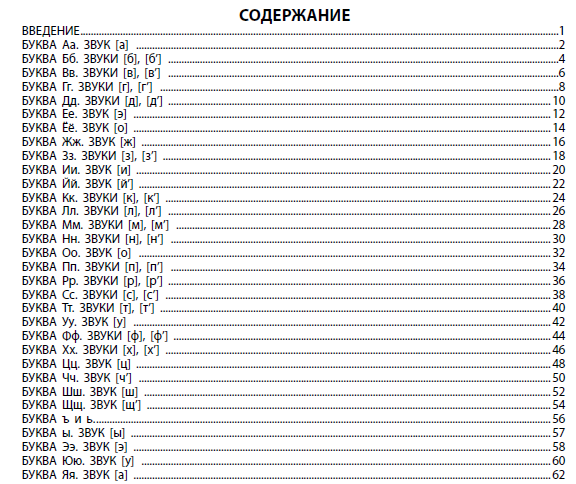 СОДЕРЖАНИЕ
ВВЕДЕНИЕ....................1
БУКВА Аа. ЗВУК [а] ....................2
БУКВА Бб. ЗВУКИ [б], [б’] ....................4
БУКВА Вв. ЗВУКИ [в], [в’] ....................6
БУКВА Гг. ЗВУКИ [г], [г’] ....................8
БУКВА Дд. ЗВУКИ [д], [д’] ....................10
БУКВА Ее. ЗВУК [э] ....................12
БУКВА Ёё. ЗВУК [о] ....................14
БУКВА Жж. ЗВУК [ж] ....................16
БУКВА Зз. ЗВУКИ [з], [з’] ....................18
БУКВА Ии. ЗВУК [и] ....................20
БУКВА Йй. ЗВУК [й’] ....................22
БУКВА Кк. ЗВУКИ [к], [к’] ....................24
БУКВА Лл. ЗВУКИ [л], [л’] ....................26
БУКВА Мм. ЗВУКИ [м], [м’] ....................28
БУКВА Нн. ЗВУКИ [н], [н’] ....................30
БУКВА Оо. ЗВУК [о] ....................32
БУКВА Пп. ЗВУКИ [п], [п’] ....................34
БУКВА Рр. ЗВУКИ [р], [р’] ....................36
БУКВА Сс. ЗВУКИ [с], [с’] ....................38
БУКВА Тт. ЗВУКИ [т], [т’] ....................40
БУКВА Уу. ЗВУК [у] ....................42
БУКВА Фф. ЗВУКИ [ф], [ф’] ....................44
БУКВА Хх. ЗВУКИ [х], [х’] ....................46
БУКВА Цц. ЗВУК [ц] ....................48
БУКВА Чч. ЗВУК [ч’] ....................50
БУКВА Шш. ЗВУК [ш] ....................52
БУКВА Щщ. ЗВУК [щ’] ....................54
БУКВА ъ и ь....................56
БУКВА ы. ЗВУК [ы] ....................57
БУКВА Ээ. ЗВУК [э] ....................58
БУКВА Юю. ЗВУК [у] ....................60
БУКВА Яя. ЗВУК [а] ....................62